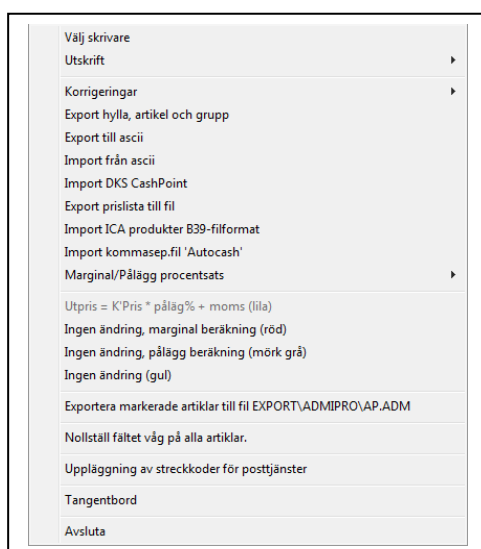 Välj skrivare
Utskrift
Korrigeringar
Export hylla, artikel och grupp
Export till ascii
Import från ascii
Import DKS CashPoint
Export prislista till fil
Import ICA produkter B39-filformat
Import kommasep.fil 'Autocash'
Marginal/Pålägg procentsats
Utpris = K'Pris * påläg% + moms (lila)
Ingen ändring, marginal beräkning (röd)
Ingen ändring, pålägg beräkning (mörk grå)
Ingen ändring (gul)
Exportera markerade artiklar till fil EXPORT\ADMIPRO\AP.ADM
Nollställ fältet våg på alla artiklar.
Uppläggning av streckkoder för posttjänster
Tangentbord
Avsluta